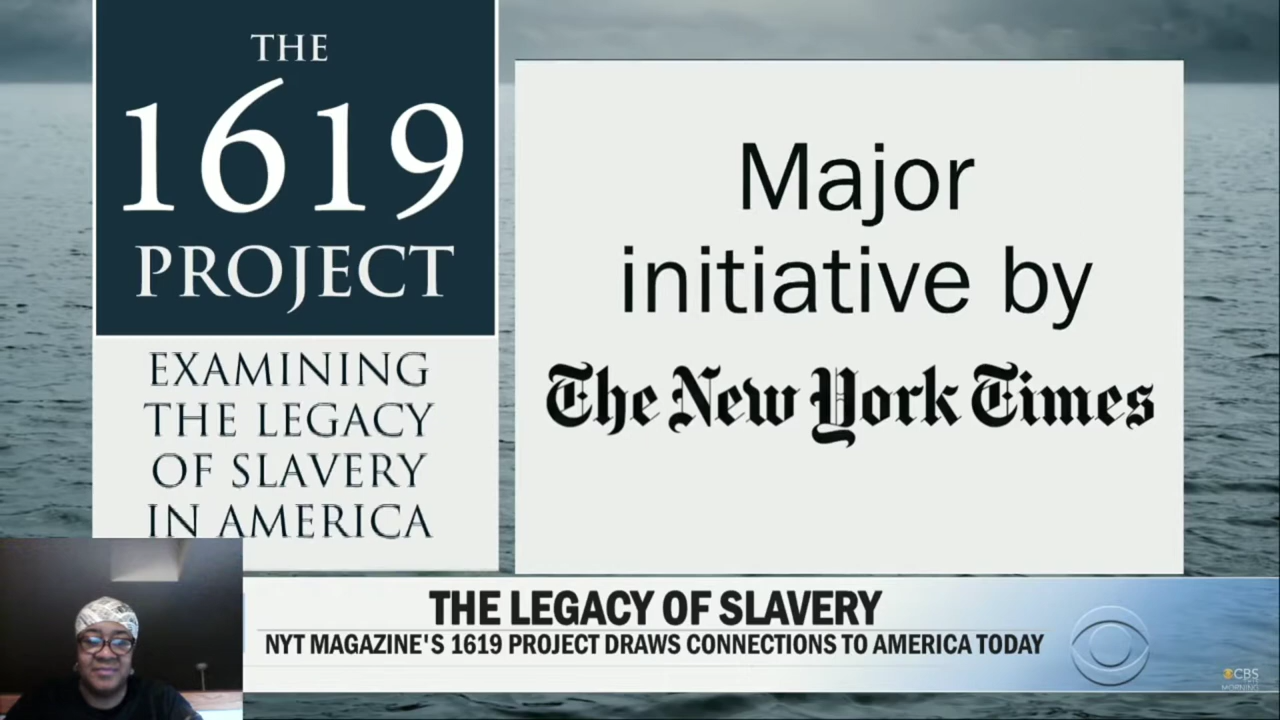 THE
1619
PROJECT
EXAMINING
THE LEGACY
OF SLAVERY
IN AMERICA
Major
initiative by
The New York Times
THE LEGACY OF SLAVERY
NYT MAGAZINE'S 1619 PROJECT DRAWS CONNECTIONS TO AMERICA TODAY
CBS
MORNING